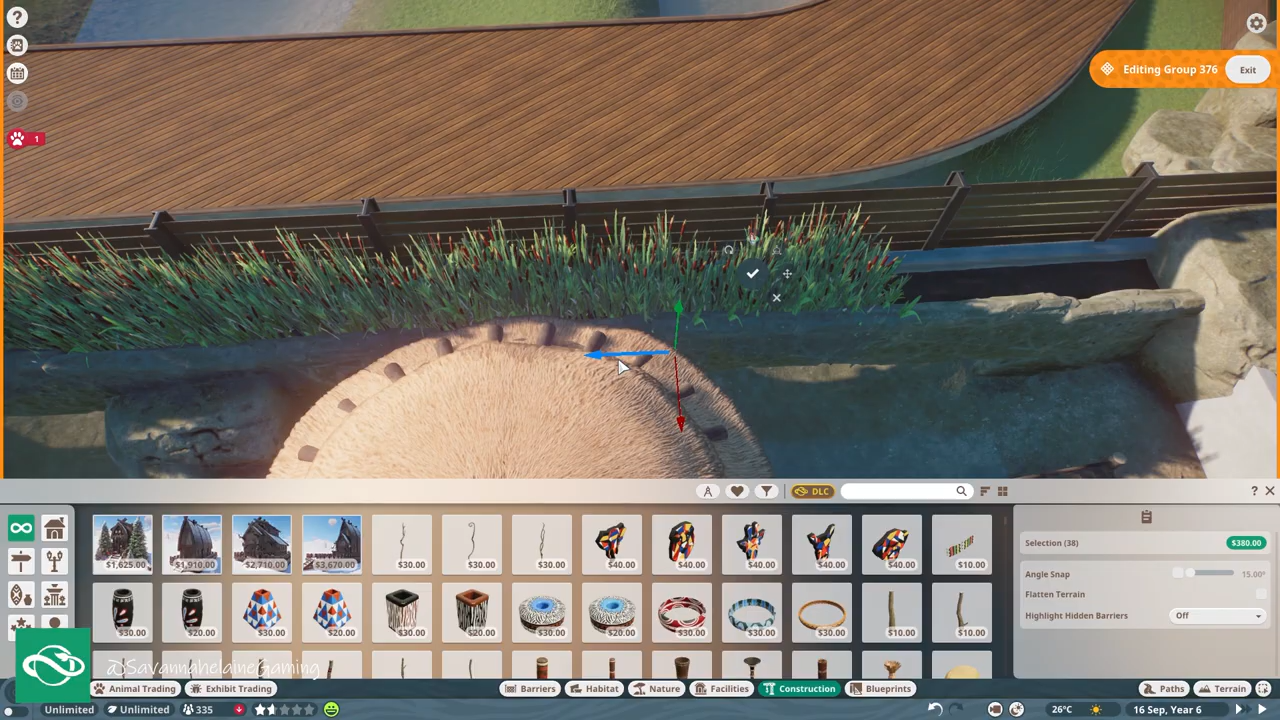 ?
Editing Group 376
Exit
1
DLC
?
$1,625.00
$1,910.00
$2,710.00
$3,670.00
$30.00
$30.00
$30.00
$40.00
$40.00
$40.00
$40.00
$40.00
$10.00
$30.00
$20.00
$30.00
$20.00
$30.00
$30.00
$30.00
$20.00
$30.00
$30.00
$30.00
$10.00
$10.00
Selection (38)
$380.00
Angle Snap
15.00°
Flatten Terrain
Highlight Hidden Barriers
Off
@SavannahelaineGaming
Animal Trading
Exhibit Trading
Barriers
Habitat
Nature
Facilities
Construction
Blueprints
Paths
Terrain
Unlimited
Unlimited
335
26°C
16 Sep, Year 6